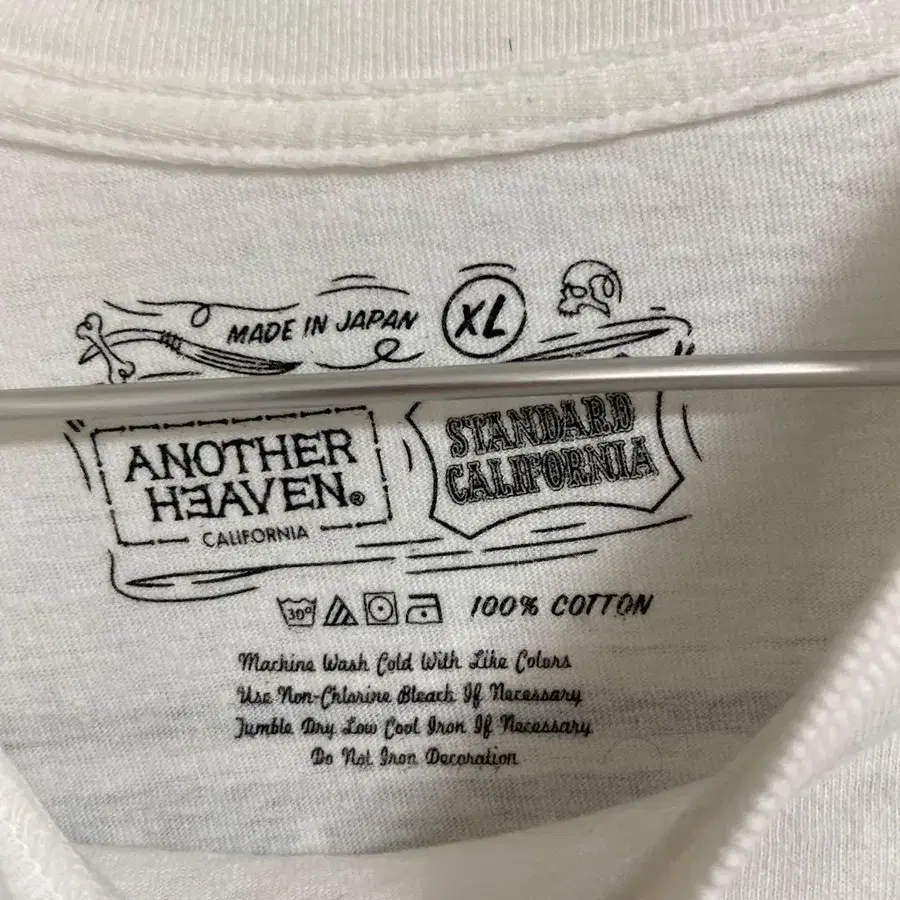 MADE IN JAPAN
XL
ANOTHER
HEAVEN®
CALIFORNIA
STANDARD
CALIFORNIA
30°
100% COTTON
Machine Wash Cold With Like Colors
Use Non-Chlorine Bleach If Necessary
Tumble Dry Low Cool Iron If Necessary
Do Not Iron Decoration